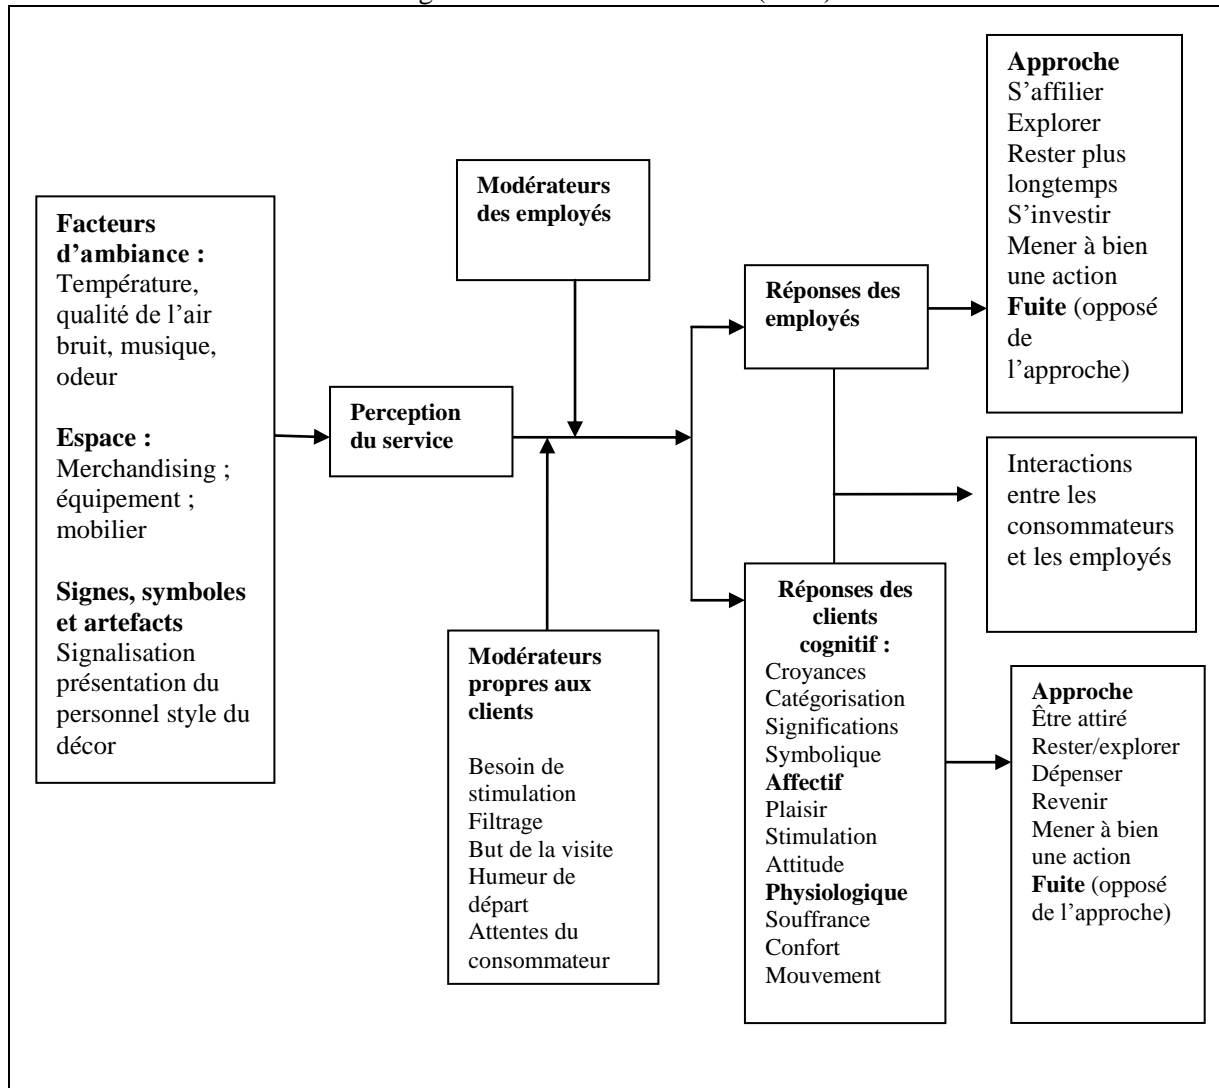 Facteurs
d’ambiance :
Température,
qualité de l’air
bruit, musique,
odeur
Espace :
Merchandising ;
équipement ;
mobilier
Signes, symboles
et artefacts
Signalisation
présentation du
personnel style du
décor
Perception
du service
Modérateurs
des employés
Modérateurs
propres aux
clients
Besoin de
stimulation
Filtrage
But de la visite
Humeur de
départ
Attentes du
consommateur
Réponses des
employés
Réponses des
clients
cognitif :
Croyances
Catégorisation
Significations
Symbolique
Affectif
Plaisir
Stimulation
Attitude
Physiologique
Souffrance
Confort
Mouvement
Approche
S’affilier
Explorer
Rester plus
longtemps
S’investir
Mener à bien
une action
Fuite (opposé
de
l’approche)
Interactions
entre les
consommateurs
et les employés
Approche
Être attiré
Rester/explorer
Dépenser
Revenir
Mener à bien
une action
Fuite (opposé
de l’approche)